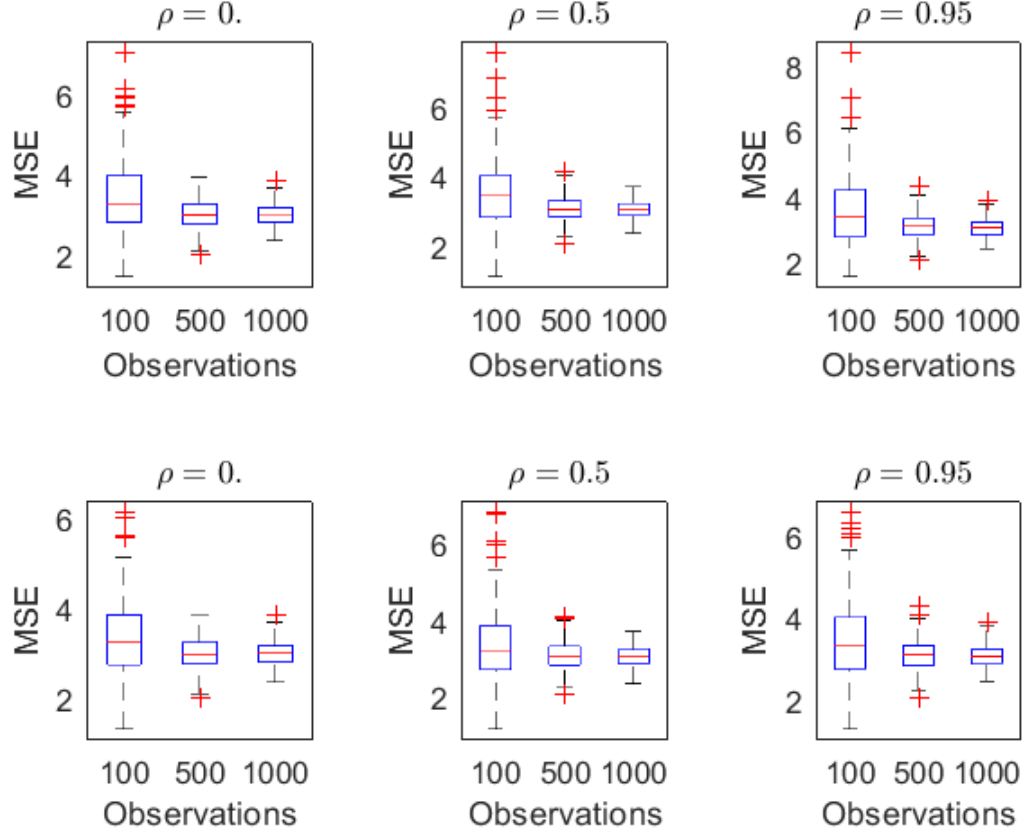 ρ = 0.
ρ = 0.5
ρ = 0.95
MSE
6
4
2
MSE
6
4
2
MSE
8
6
4
2
100 500 1000
100 500 1000
100 500 1000
Observations
Observations
Observations
ρ = 0.
ρ = 0.5
ρ = 0.95
MSE
6
4
2
MSE
6
4
2
MSE
6
4
2
100 500 1000
100 500 1000
100 500 1000
Observations
Observations
Observations